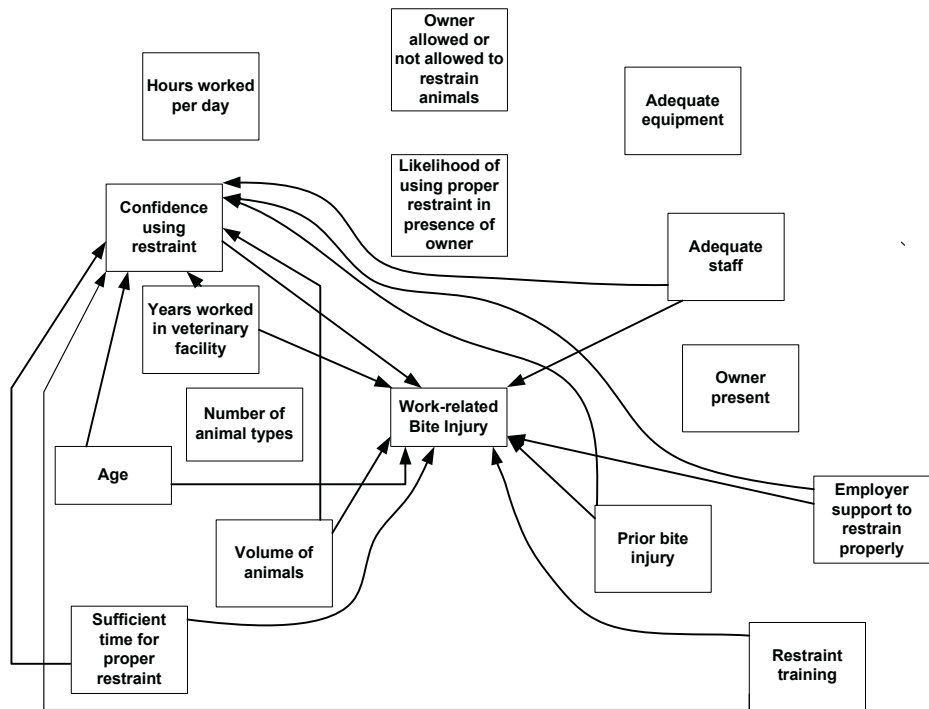 Owner
allowed or
not allowed to
restrain
animals
Hours worked
per day
Adequate
equipment
Likelihood of
using proper
restraint in
presence of
owner
Confidence
using
restraint
Adequate
staff
Years worked
in veterinary
facility
Owner
present
Number of
animal types
Work-related
Bite Injury
Age
Employer
support to
restrain
properly
Volume of
animals
Prior bite
injury
Sufficient
time for
proper
restraint
Restraint
training